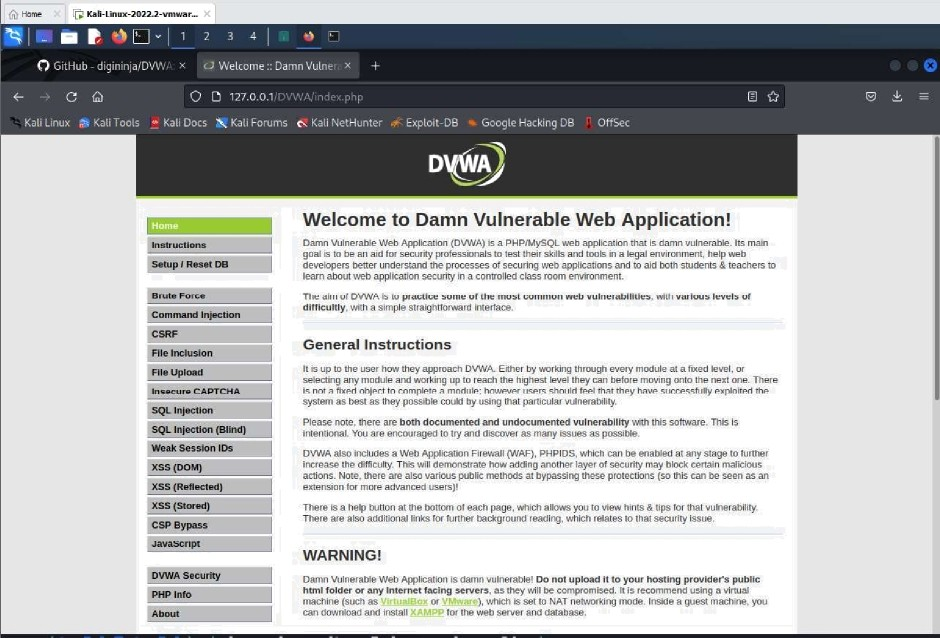 Home
Kali-Linux-2022.2-vmwar...
1 2 3 4
GitHub - digininja/DVWA:
Welcome :: Damn Vulnera
127.0.0.1/DVWA/index.php
Kali Linux Kali Tools Kali Docs Kali Forums Kali NetHunter Exploit-DB Google Hacking DB OffSec
DVWA
Home
Instructions
Setup / Reset DB
Brute Force
Command Injection
CSRF
File Inclusion
File Upload
Insecure CAPTCHA
SQL Injection
SQL Injection (Blind)
Weak Session IDs
XSS (DOM)
XSS (Reflected)
XSS (Stored)
CSP Bypass
JavaScript
DVWA Security
PHP Info
About
Welcome to Damn Vulnerable Web Application!
Damn Vulnerable Web Application (DVWA) is a PHP/MySQL web application that is damn vulnerable. Its main
goal is to be an aid for security professionals to test their skills and tools in a legal environment, help web
developers better understand the processes of securing web applications and to aid both students & teachers to
learn about web application security in a controlled class room environment.
The aim of DVWA is to practice some of the most common web vulnerabilities, with various levels of
difficultly, with a simple straightforward interface.
General Instructions
It is up to the user how they approach DVWA. Either by working through every module at a fixed level, or
selecting any module and working up to reach the highest level they can before moving onto the next one. There
is not a fixed object to complete a module; however users should feel that they have successfully exploited the
system as best as they possible could by using that particular vulnerability.
Please note, there are both documented and undocumented vulnerability with this software. This is
intentional. You are encouraged to try and discover as many issues as possible.
DVWA also includes a Web Application Firewall (WAF), PHPIDS, which can be enabled at any stage to further
increase the difficulty. This will demonstrate how adding another layer of security may block certain malicious
actions. Note, there are also various public methods at bypassing these protections (so this can be seen as an
extension for more advanced users)!
There is a help button at the bottom of each page, which allows you to view hints & tips for that vulnerability.
There are also additional links for further background reading, which relates to that security issue.
WARNING!
Damn Vulnerable Web Application is damn vulnerable! Do not upload it to your hosting provider's public
html folder or any Internet facing servers, as they will be compromised. It is recommend using a virtual
machine (such as VirtualBox or VMware), which is set to NAT networking mode. Inside a guest machine, you
can download and install XAMPP for the web server and database.